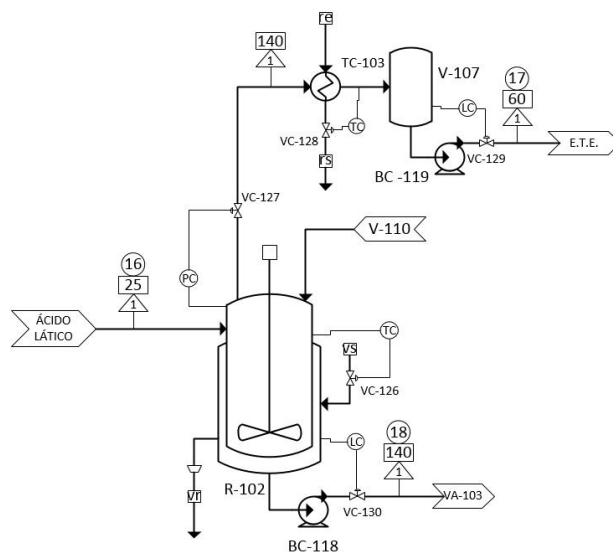 re
140
1
TC-103
V-107
17
60
1
LC
TC
VC-128
rs
VC-129
E.T.E.
BC -119
VC-127
V-110
16
25
1
PC
ÁCIDO
LÁTICO
TC
vs
VC-126
18
140
1
LC
R-102
vr
VA-103
VC-130
BC-118